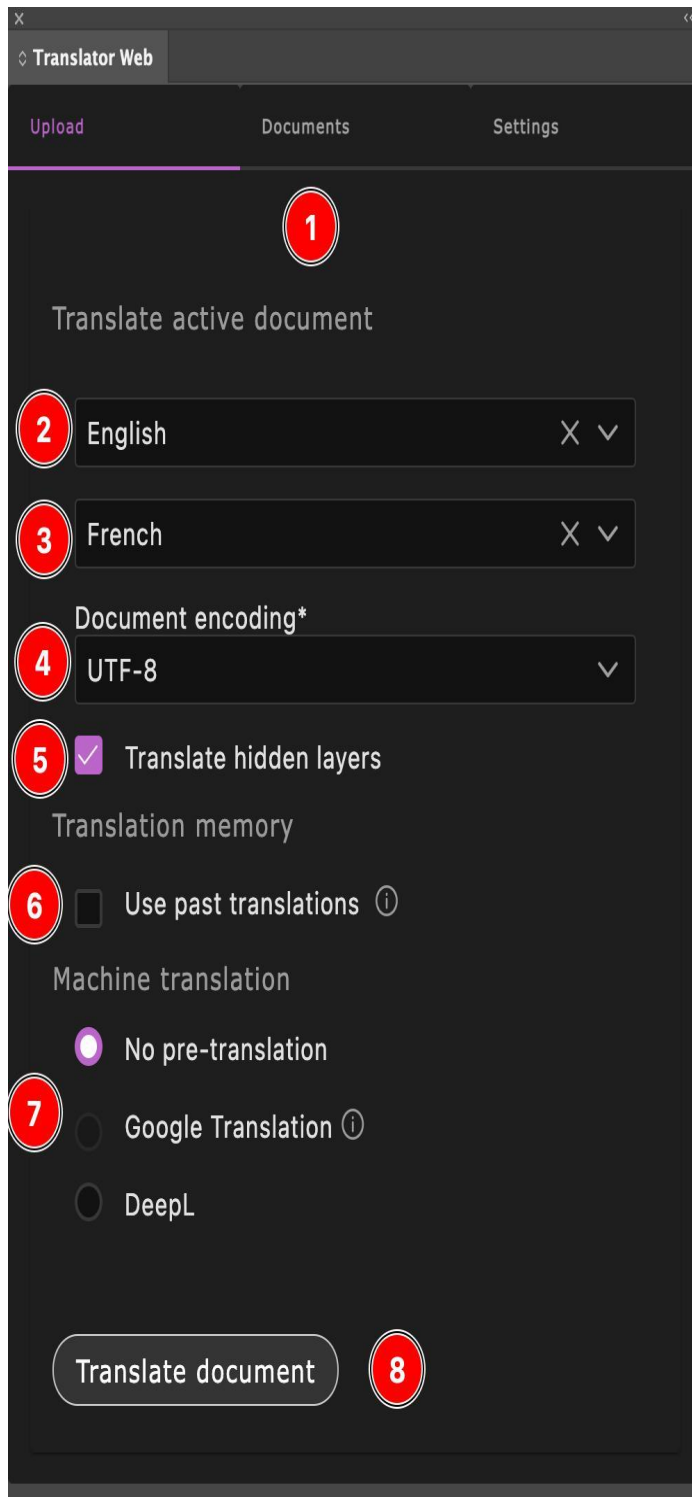 Translator Web
Upload Documents Settings
1
Translate active document
2 English
3 French
Document encoding*
4 UTF-8
5 Translate hidden layers
Translation memory
6 Use past translations
Machine translation
No pre-translation
7
Google Translation
DeepL
Translate document 8